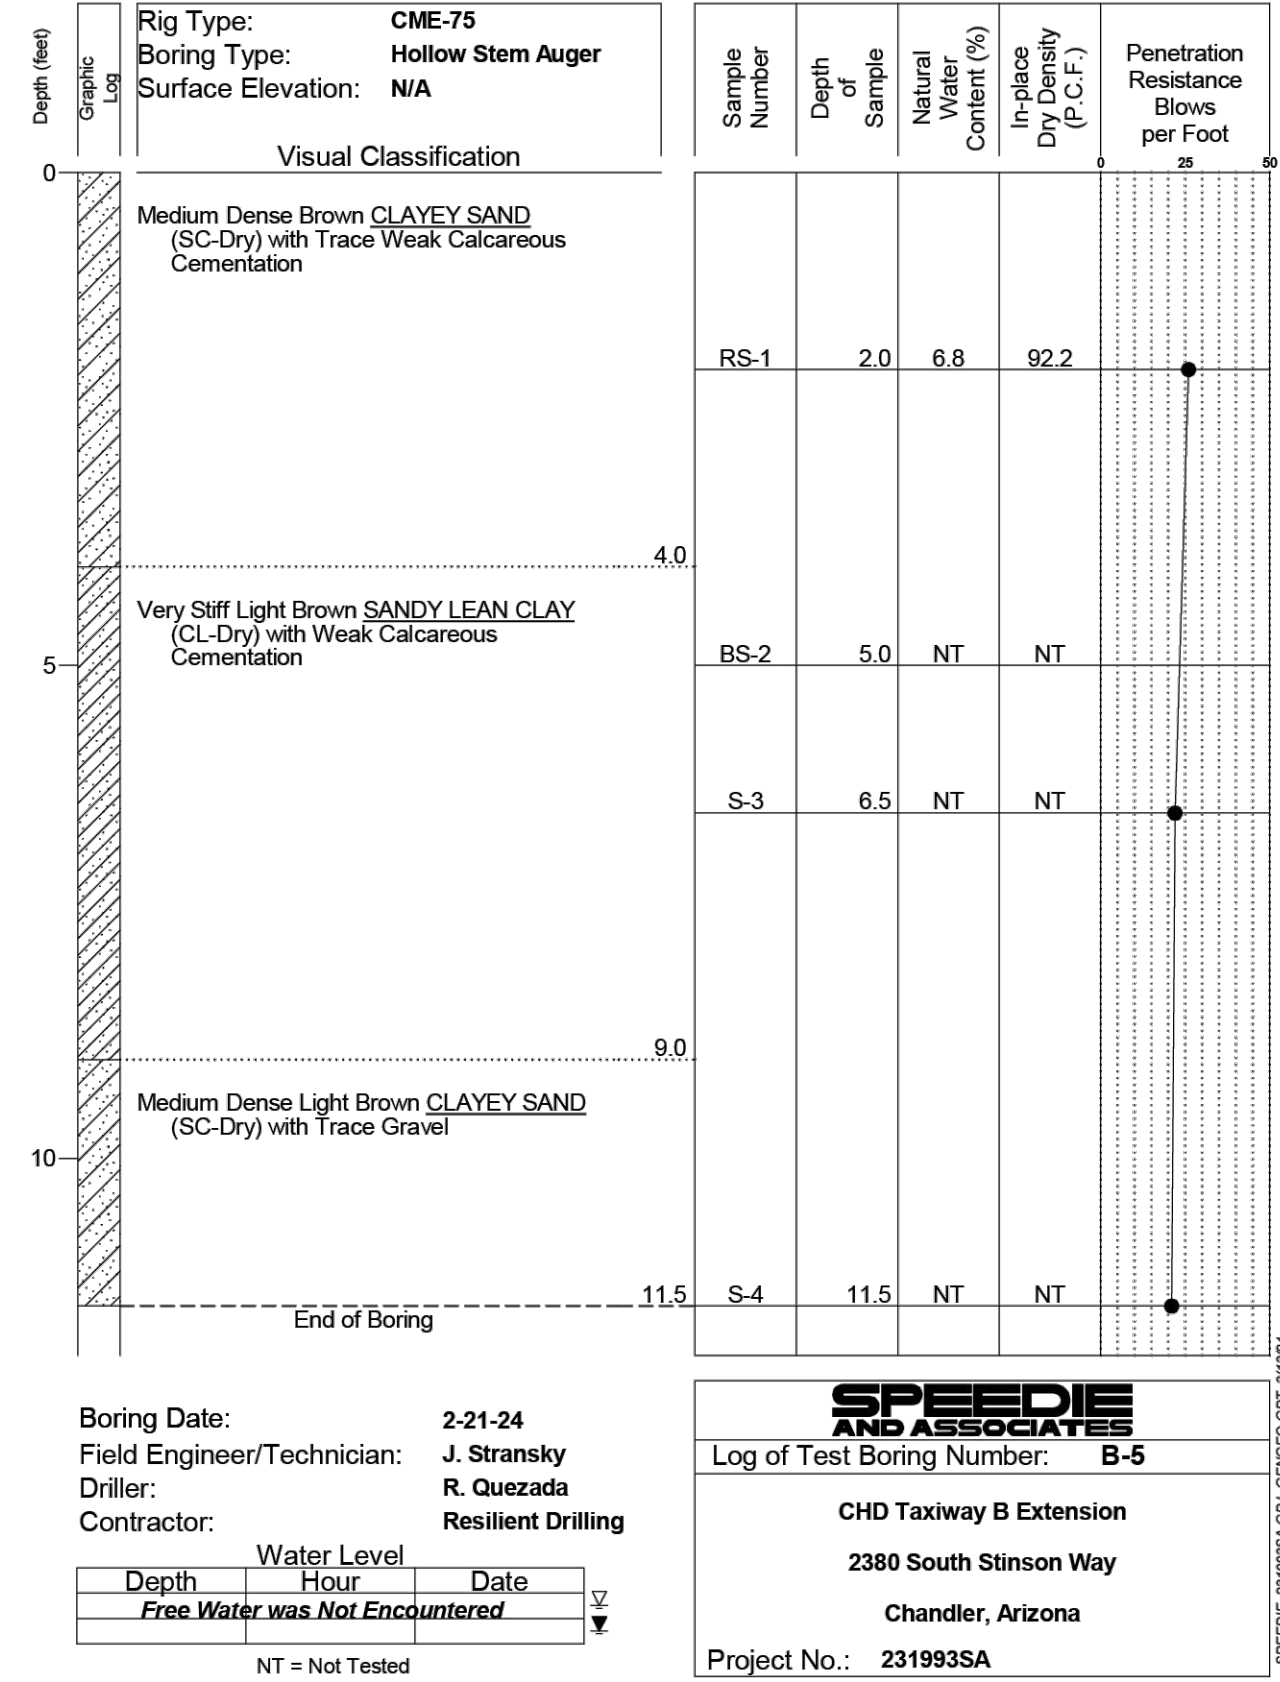 Depth (feet)
Graphic
Log
Rig Type: CME-75
Boring Type: Hollow Stem Auger
Surface Elevation: N/A
Visual Classification
Sample
Number
Depth
of
Sample
Natural
Water
Content (%)
In-place
Dry Density
(P.C.F.)
Penetration
Resistance
Blows
per Foot
0 25 50
0
Medium Dense Brown CLAYEY SAND
(SC-Dry) with Trace Weak Calcareous
Cementation
RS-1 2.0 6.8 92.2
4.0
Very Stiff Light Brown SANDY LEAN CLAY
(CL-Dry) with Weak Calcareous
Cementation
5
BS-2 5.0 NT NT
S-3 6.5 NT NT
9.0
Medium Dense Light Brown CLAYEY SAND
(SC-Dry) with Trace Gravel
10
11.5 S-4 11.5 NT NT
End of Boring
Boring Date: 2-21-24
Field Engineer/Technician: J. Stransky
Driller: R. Quezada
Contractor: Resilient Drilling
Water Level
Depth Hour Date
Free Water was Not Encountered
NT = Not Tested
SPEEDIE
AND ASSOCIATES
Log of Test Boring Number: B-5
CHD Taxiway B Extension
2380 South Stinson Way
Chandler, Arizona
Project No.: 231993SA